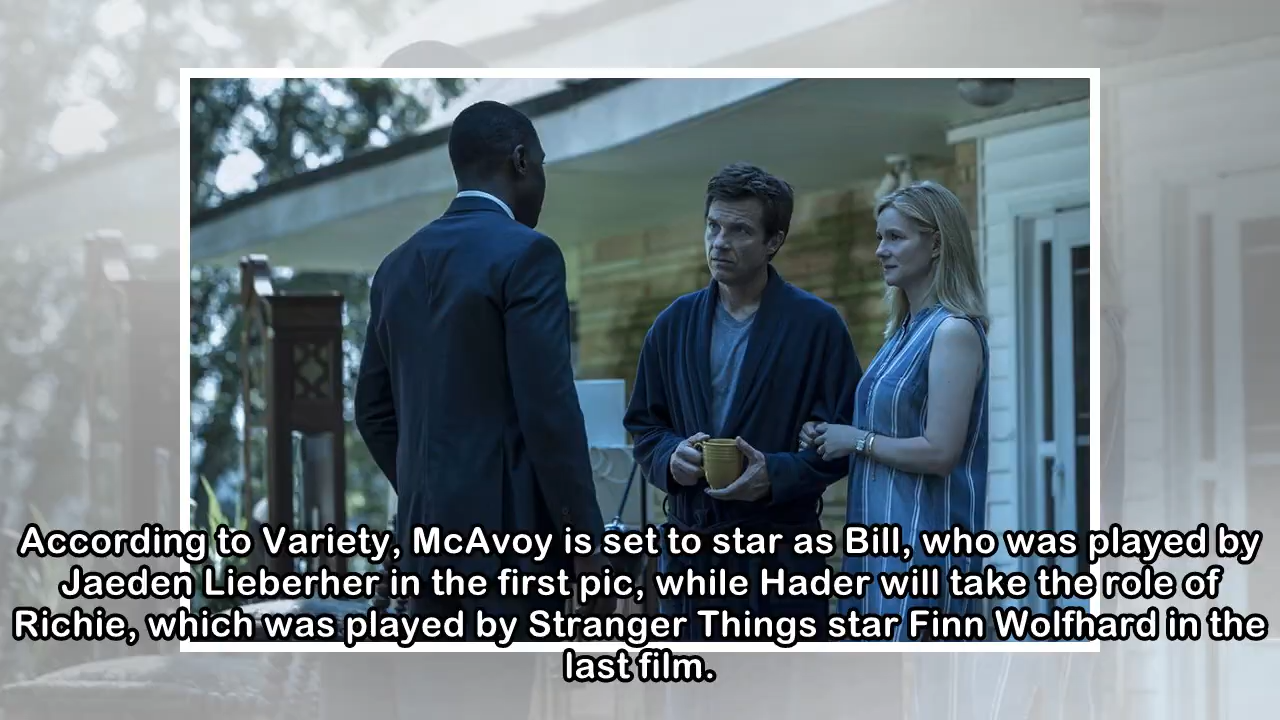 According to Variety, McAvoy is set to star as Bill, who was played by
Jaeden Lieberher in the first pic, while Hader will take the role of
Richie, which was played by Stranger Things star Finn Wolfhard in the
last film.